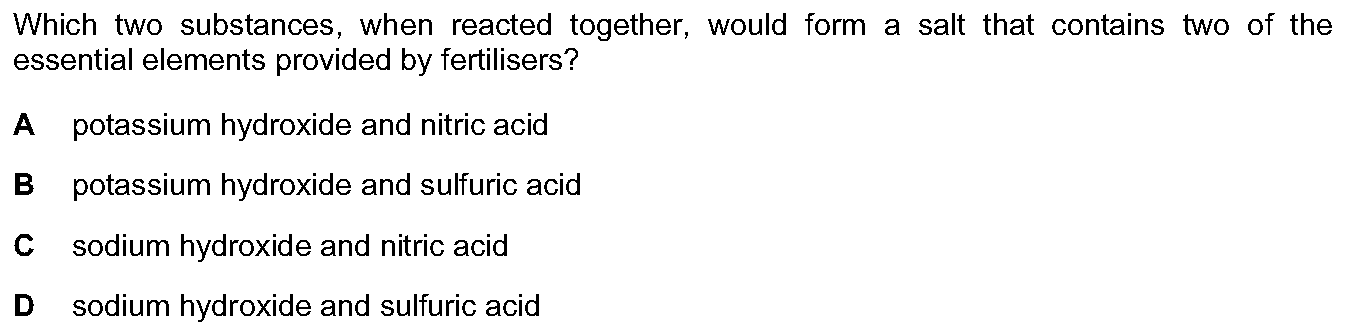 Which two substances, when reacted together, would form a salt that contains two of the
essential elements provided by fertilisers?
A potassium hydroxide and nitric acid
B potassium hydroxide and sulfuric acid
C sodium hydroxide and nitric acid
D sodium hydroxide and sulfuric acid